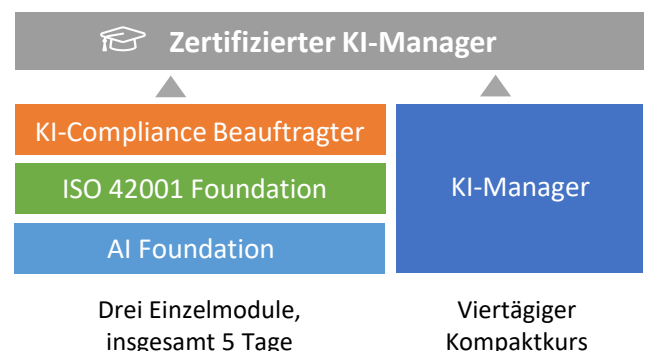 Zertifizierter KI-Manager
KI-Compliance Beauftragter
ISO 42001 Foundation
AI Foundation
KI-Manager
Drei Einzelmodule,
insgesamt 5 Tage
Viertägiger
Kompaktkurs